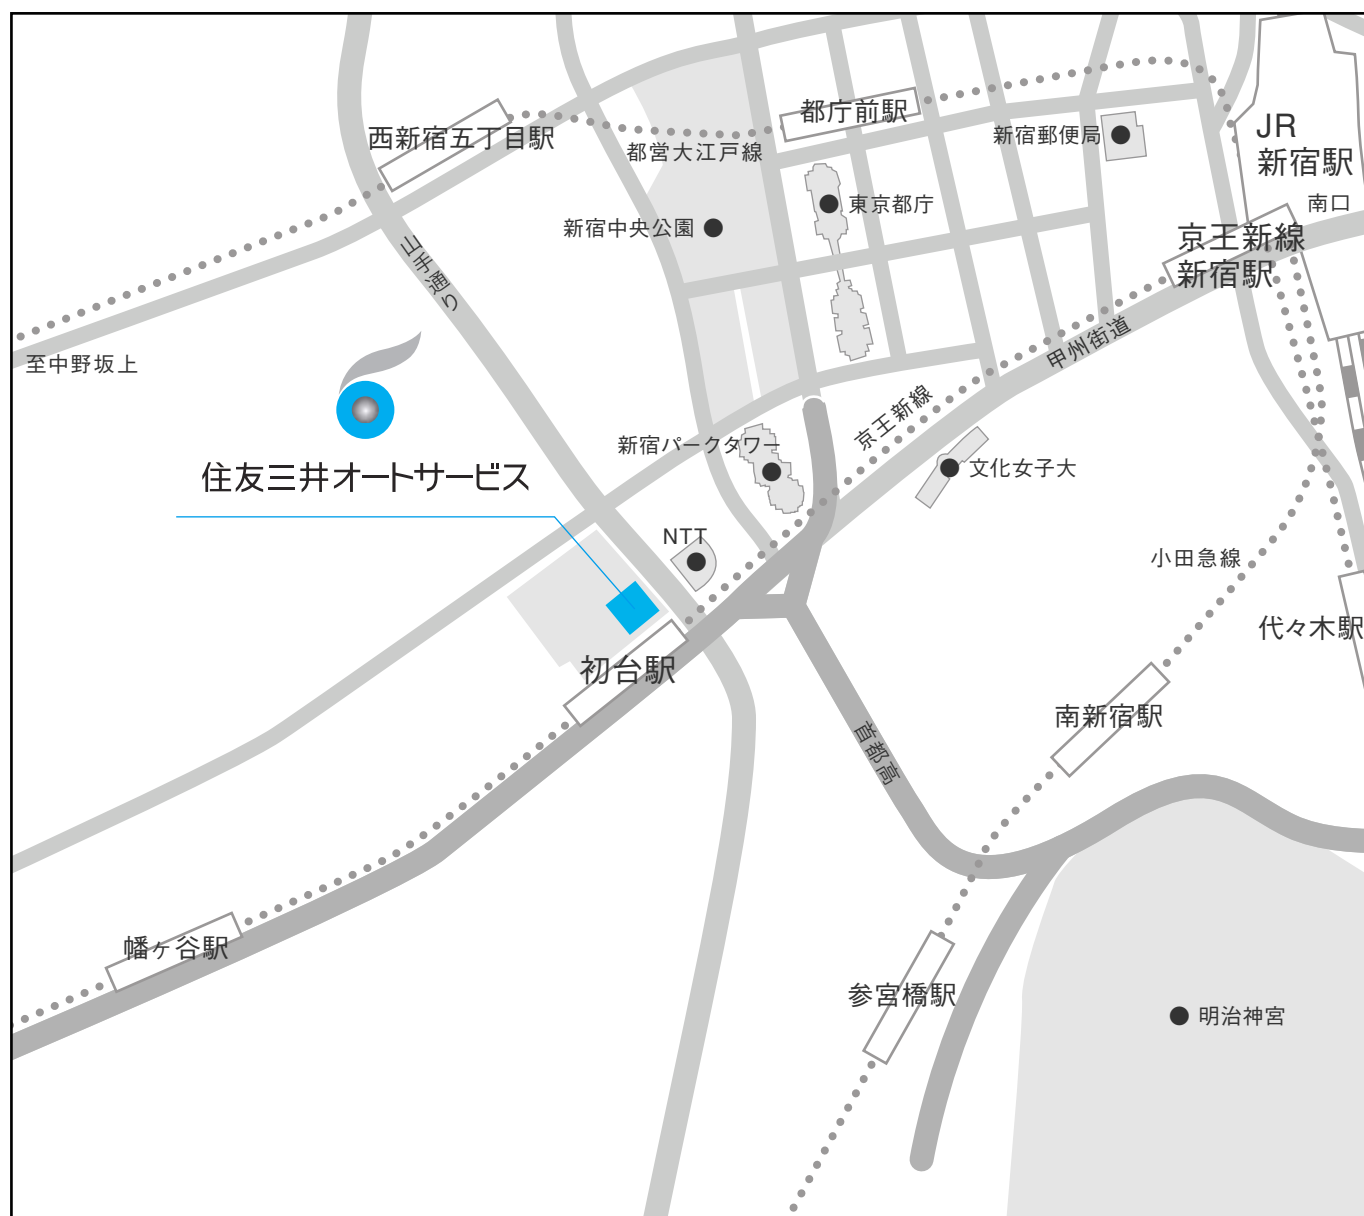 都庁前駅
西新宿五丁目駅
都営大江戸線
新宿郵便局
JR
新宿駅
南口
東京都庁
新宿中央公園
京王新線
新宿駅
山手通り
甲州街道
至中野坂上
京王新線
新宿パークタワー
文化女子大
住友三井オートサービス
NTT
小田急線
代々木駅
初台駅
南新宿駅
首都高
幡ヶ谷駅
参宮橋駅
明治神宮